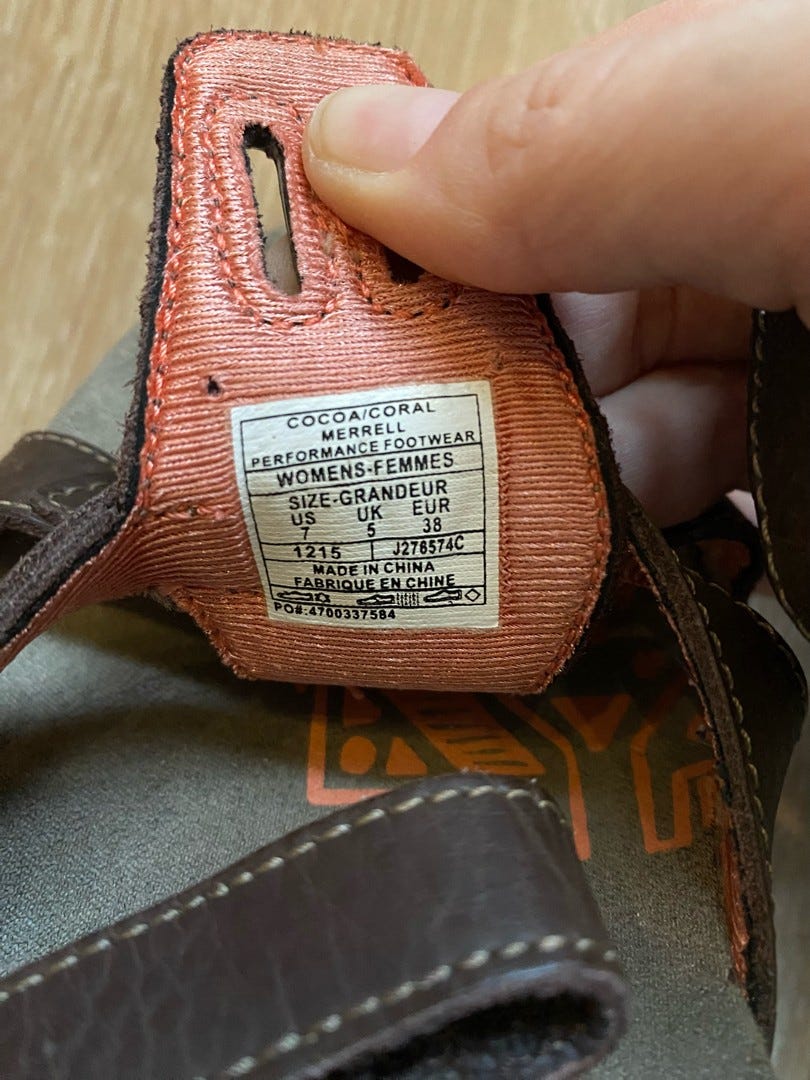 COCOA/CORAL
MERRELL
PERFORMANCE FOOTWEAR
WOMENS-FEMMES
SIZE-GRANDEUR
US UK EUR
7 5 38
1215 J276574C
MADE IN CHINA
FABRIQUE EN CHINE
PO#:4700337584